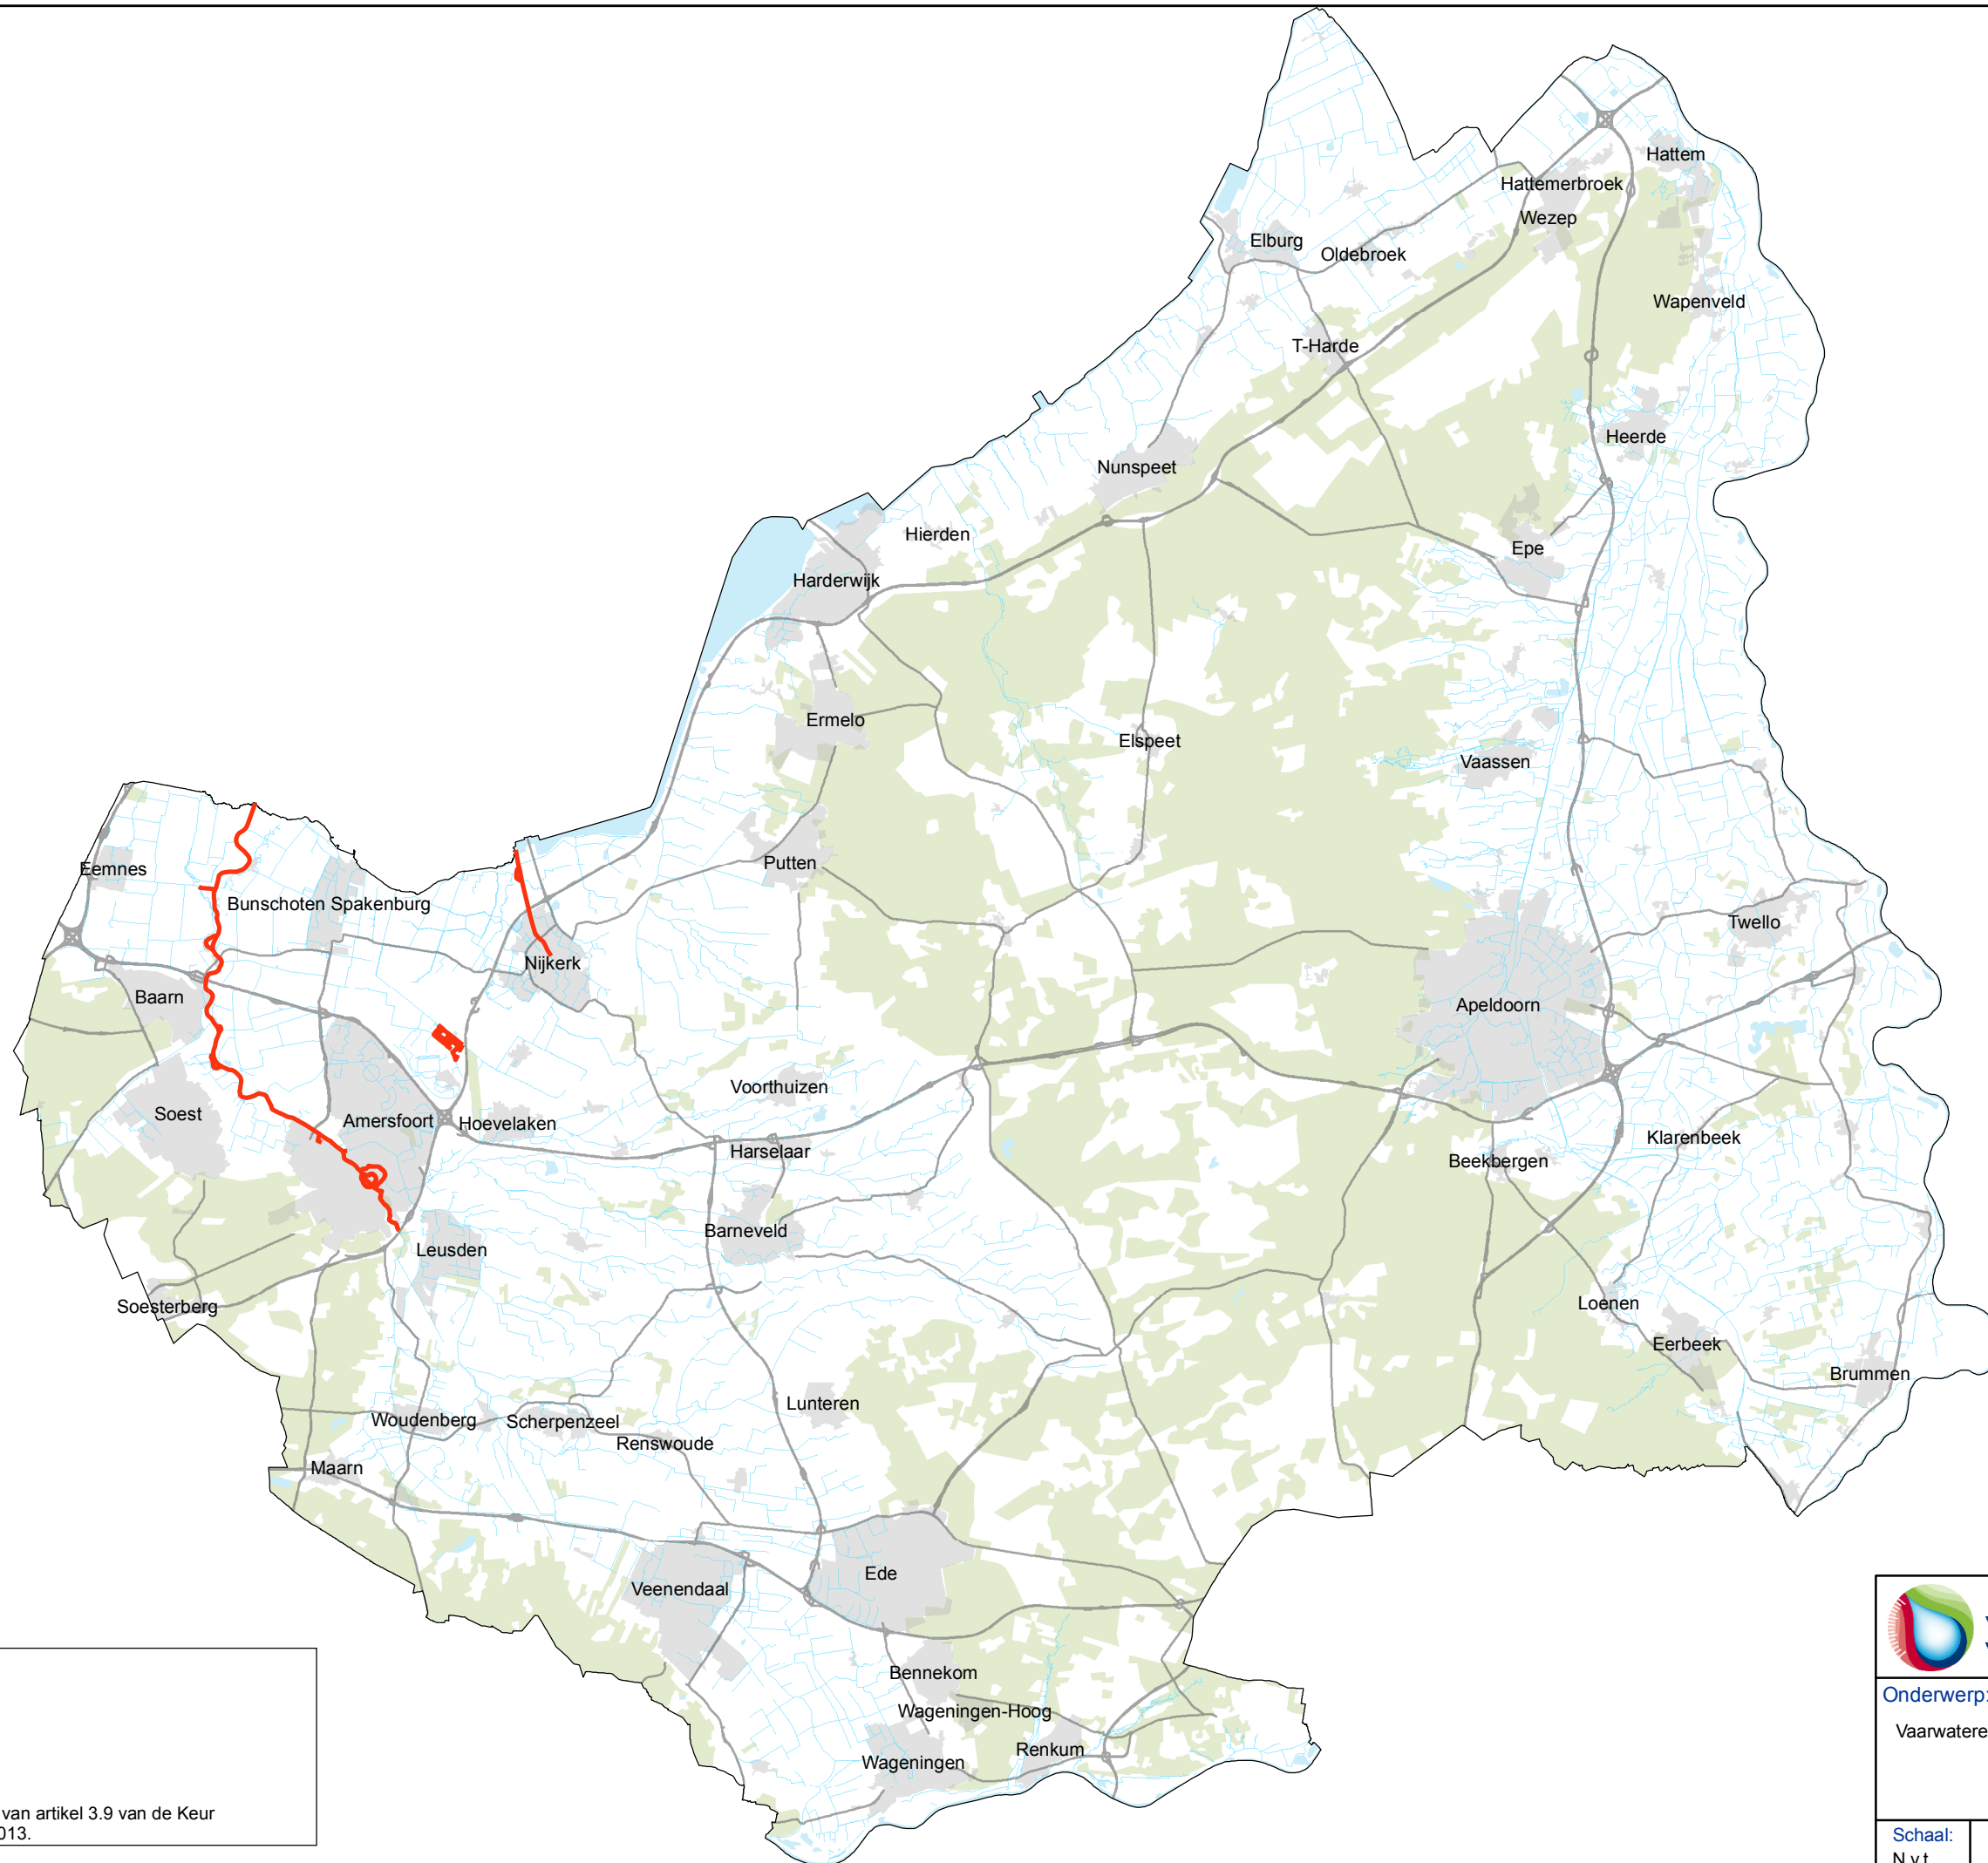 Hattem
Hattemerbroek
Wezep
Elburg
Oldebroek
Wapenveld
T-Harde
Heerde
Nunspeet
Hierden
Epe
Harderwijk
Ermelo
Elspeet
Vaassen
Putten
Eemnes
Bunschoten Spakenburg
Twello
Nijkerk
Baarn
Apeldoorn
Voorthuizen
Soest
Amersfoort
Hoevelaken
Klarenbeek
Harselaar
Beekbergen
Barneveld
Leusden
Soesterberg
Loenen
Eerbeek
Brummen
Lunteren
Woudenberg
Scherpenzeel
Renswoude
Maarn
Ede
Veenendaal
Bennekom
Wageningen-Hoog
Renkum
Wageningen
van artikel 3.9 van de Keur
013.
Onderwerp:
Vaarwatere
Schaal:
N.v.t.